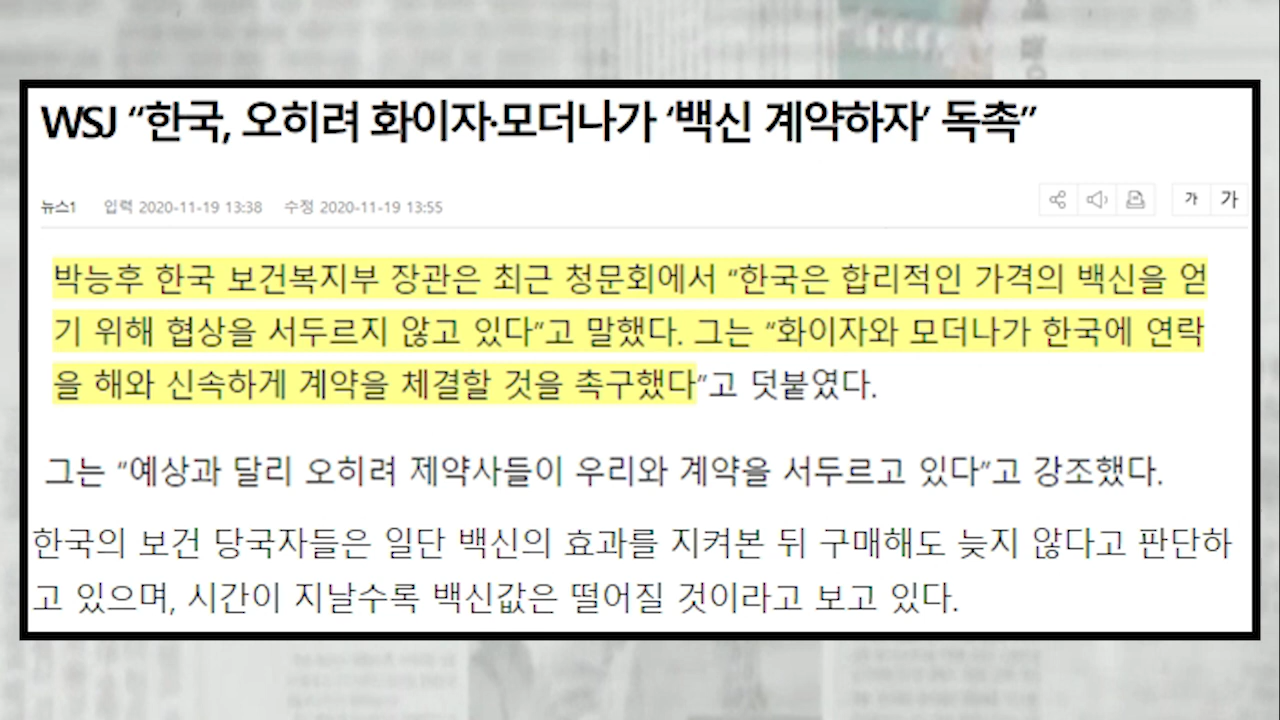 WSJ “한국, 오히려 화이자·모더나가 ‘백신 계약하자’ 독촉”
뉴스1 입력 2020-11-19 13:38 수정 2020-11-19 13:55
가 가
박능후 한국 보건복지부 장관은 최근 청문회에서 “한국은 합리적인 가격의 백신을 얻
기 위해 협상을 서두르지 않고 있다”고 말했다. 그는 “화이자와 모더나가 한국에 연락
을 해와 신속하게 계약을 체결할 것을 촉구했다”고 덧붙였다.
그는 “예상과 달리 오히려 제약사들이 우리와 계약을 서두르고 있다”고 강조했다.
한국의 보건 당국자들은 일단 백신의 효과를 지켜본 뒤 구매해도 늦지 않다고 판단하
고 있으며, 시간이 지날수록 백신값은 떨어질 것이라고 보고 있다.